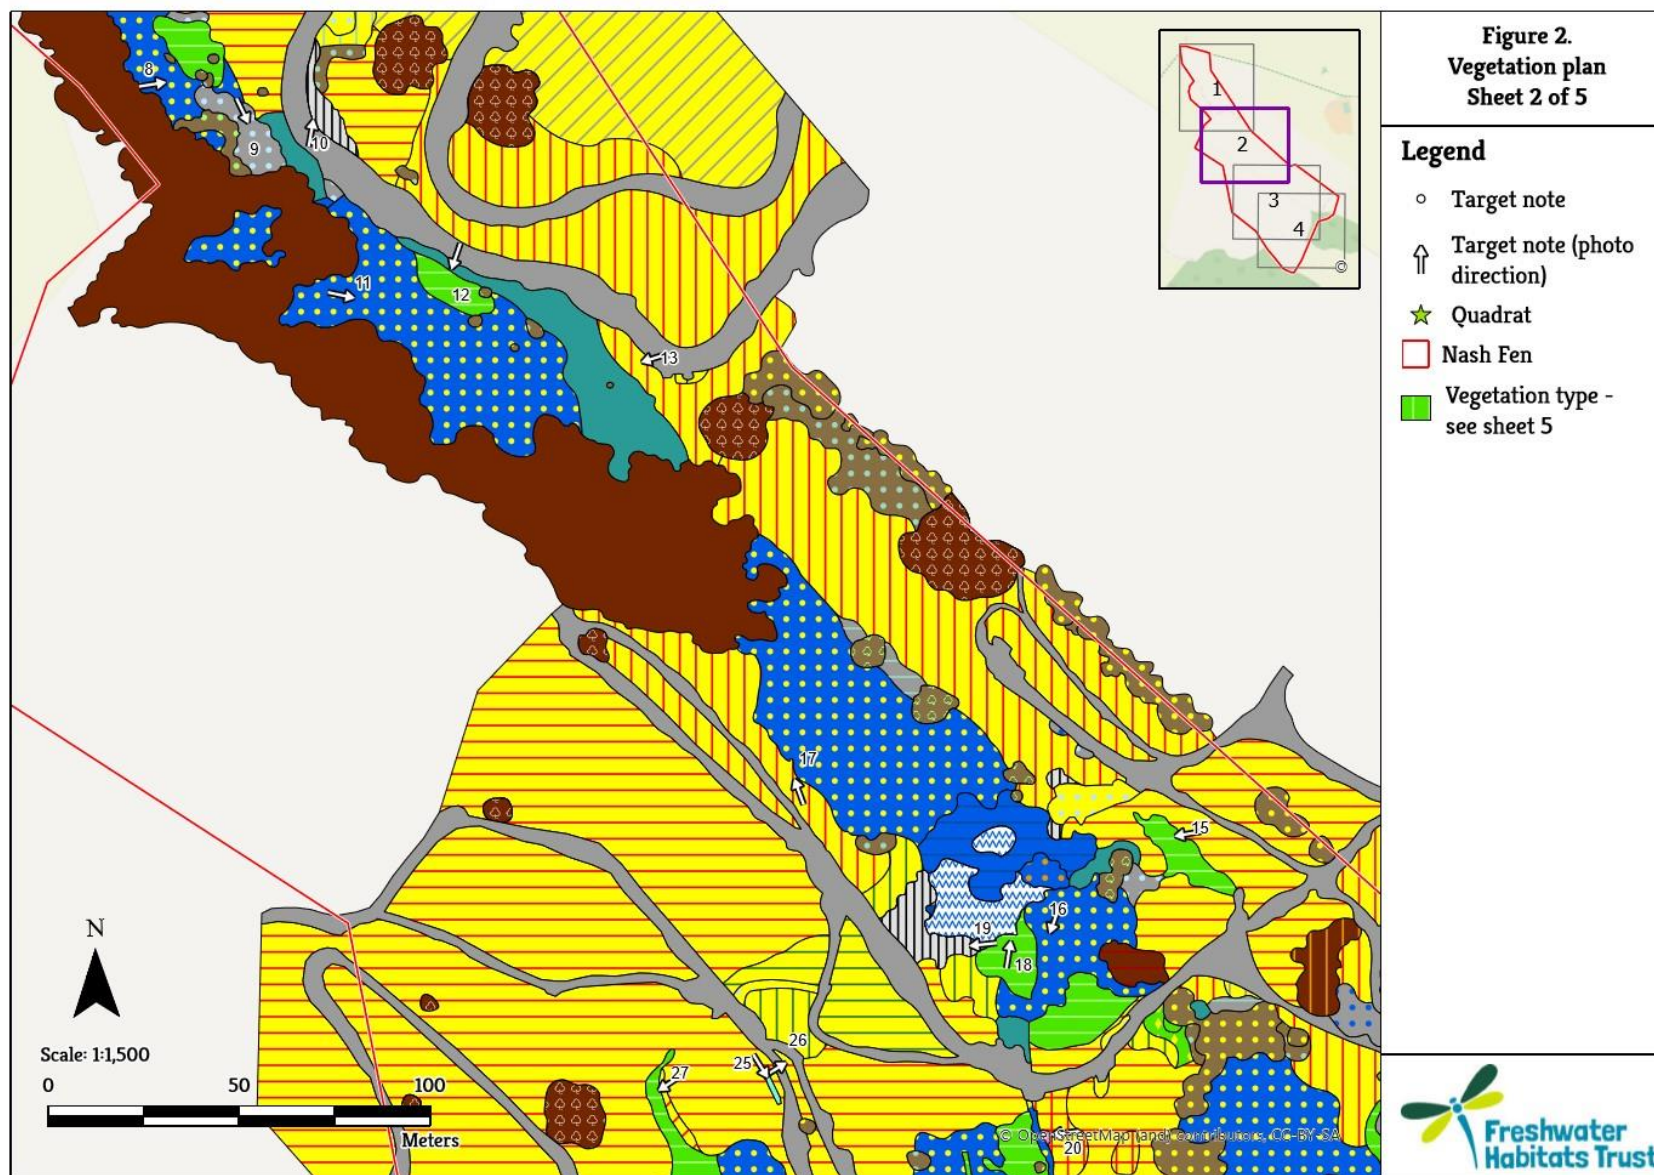 Figure 2.
Vegetation plan
Sheet 2 of 5
Legend
Target note
Target note (photo
direction)
Quadrat
Nash Fen
Vegetation type -
see sheet 5
1
2
3
4
©
8
9
10
11
12
13
17
15
16
19
18
26
25
27
20
N
Scale: 1:1,500
0 50 100
Meters
© OpenStreetMap (and) contributors, CC-BY-SA
Freshwater
Habitats Trust